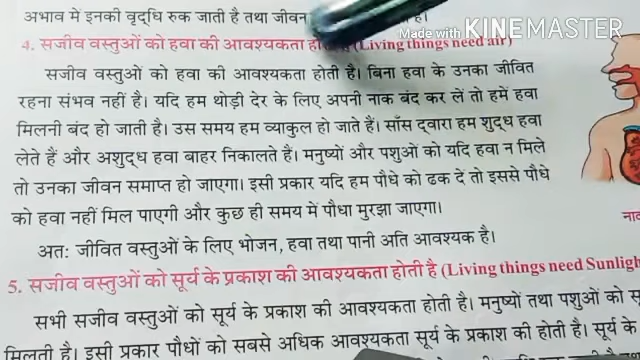 अभाव में इनकी वृद्धि रुक जाती है तथा जीवन है।
Made with KINEMASTER
4. सजीव वस्तुओं को हवा की आवश्यकता होती है (Living things need air)
सजीव वस्तुओं को हवा की आवश्यकता होती है। बिना हवा के उनका जीवित
रहना संभव नहीं है। यदि हम थोड़ी देर के लिए अपनी नाक बंद कर लें तो हमें हवा
मिलनी बंद हो जाती है। उस समय हम व्याकुल हो जाते हैं। साँस द्वारा हम शुद्ध हवा
लेते हैं और अशुद्ध हवा बाहर निकालते हैं। मनुष्यों और पशुओं को यदि हवा न मिले
तो उनका जीवन समाप्त हो जाएगा। इसी प्रकार यदि हम पौधे को ढक दें तो इससे पौधे
को हवा नहीं मिल पाएगी और कुछ ही समय में पौधा मुरझा जाएगा।
नाव
अतः जीवित वस्तुओं के लिए भोजन, हवा तथा पानी अति आवश्यक है।
5. सजीव वस्तुओं को सूर्य के प्रकाश की आवश्यकता होती है (Living things need Sunlight
सभी सजीव वस्तुओं को सूर्य के प्रकाश की आवश्यकता होती है। मनुष्यों तथा पशुओं को सू
मिलती है। इसी प्रकार पौधों को सबसे अधिक आवश्यकता सूर्य के प्रकाश की होती है। सूर्य के